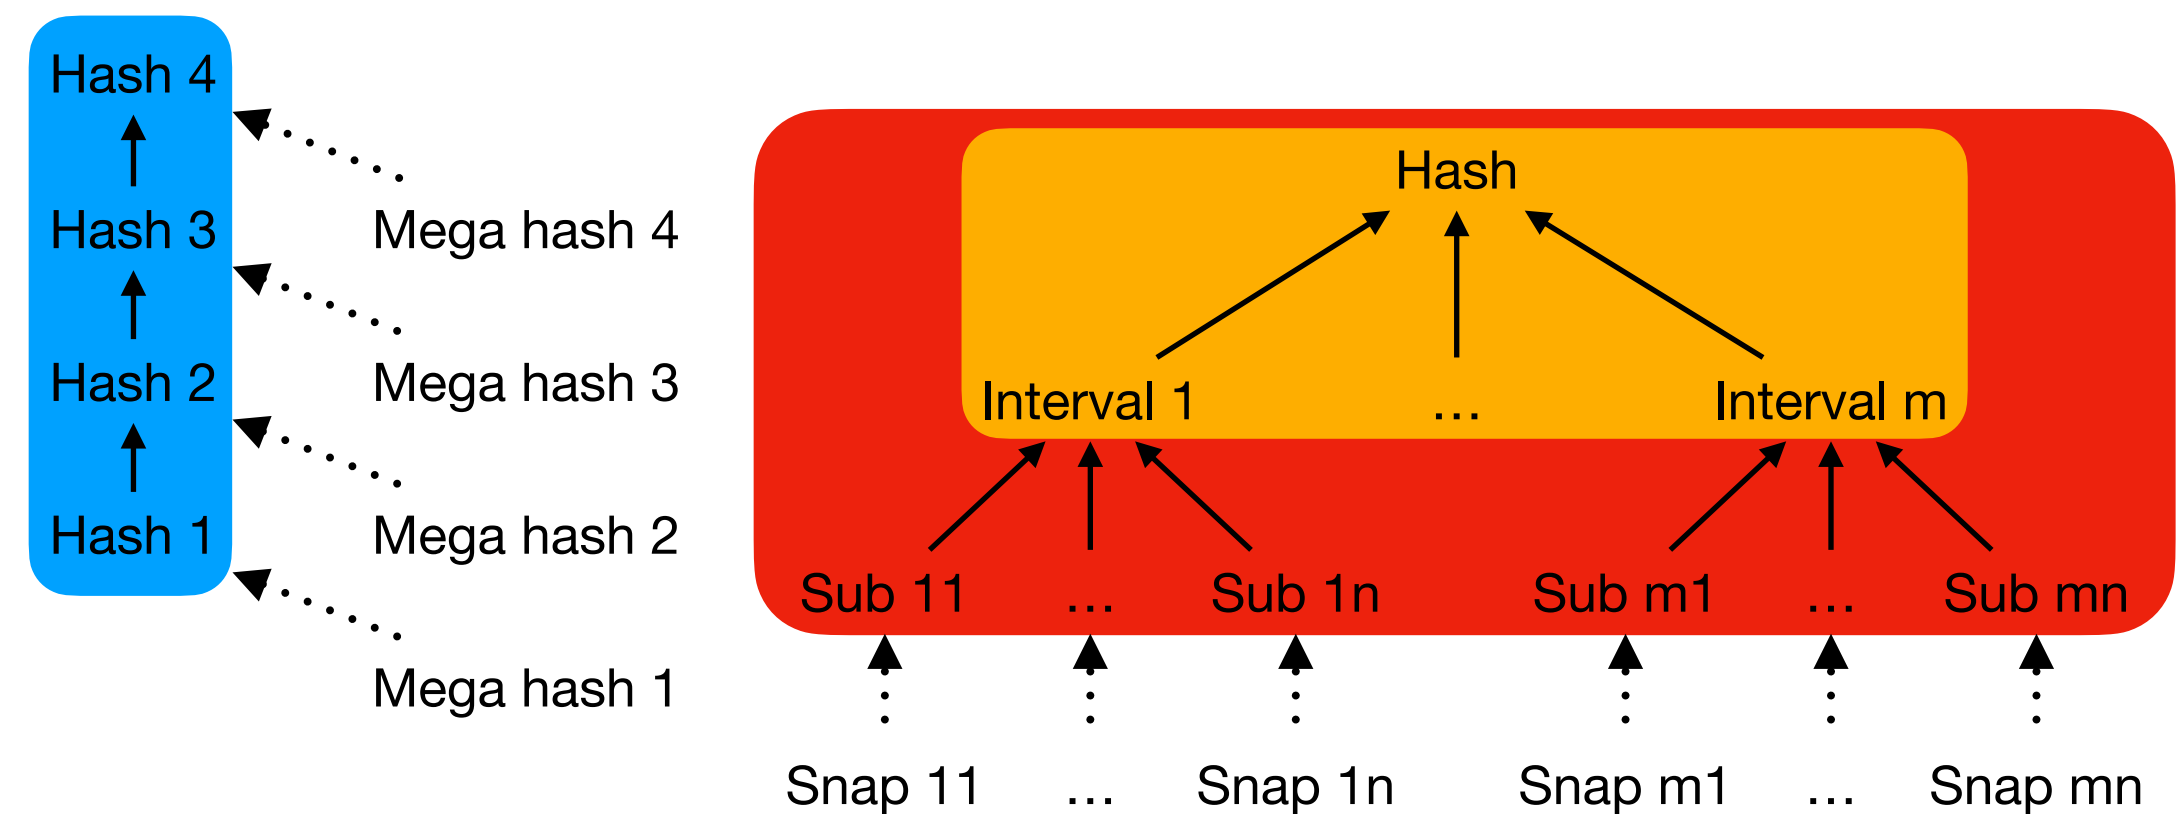 Hash 4
Hash 3
Hash 2
Hash 1
Mega hash 4
Mega hash 3
Mega hash 2
Mega hash 1
Hash
Interval 1 ... Interval m
Sub 11 ... Sub 1n Sub m1 ... Sub mn
Snap 11 ... Snap 1n Snap m1 ... Snap mn